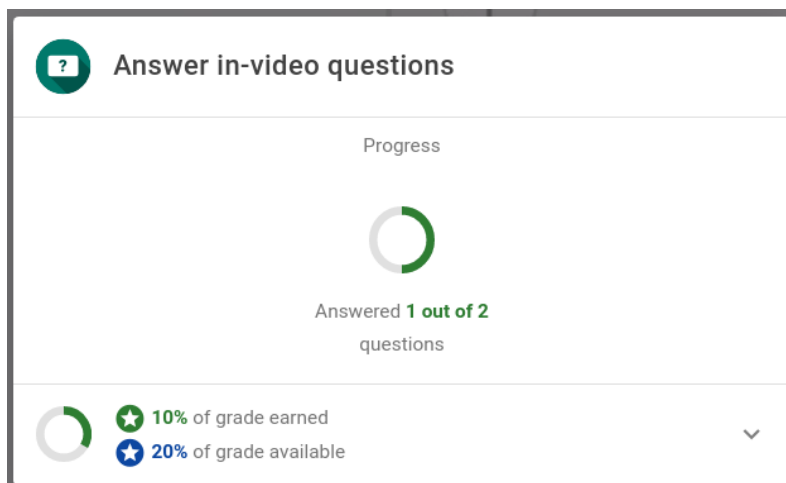 ?
Answer in-video questions
Progress
Answered 1 out of 2
questions
10% of grade earned
20% of grade available